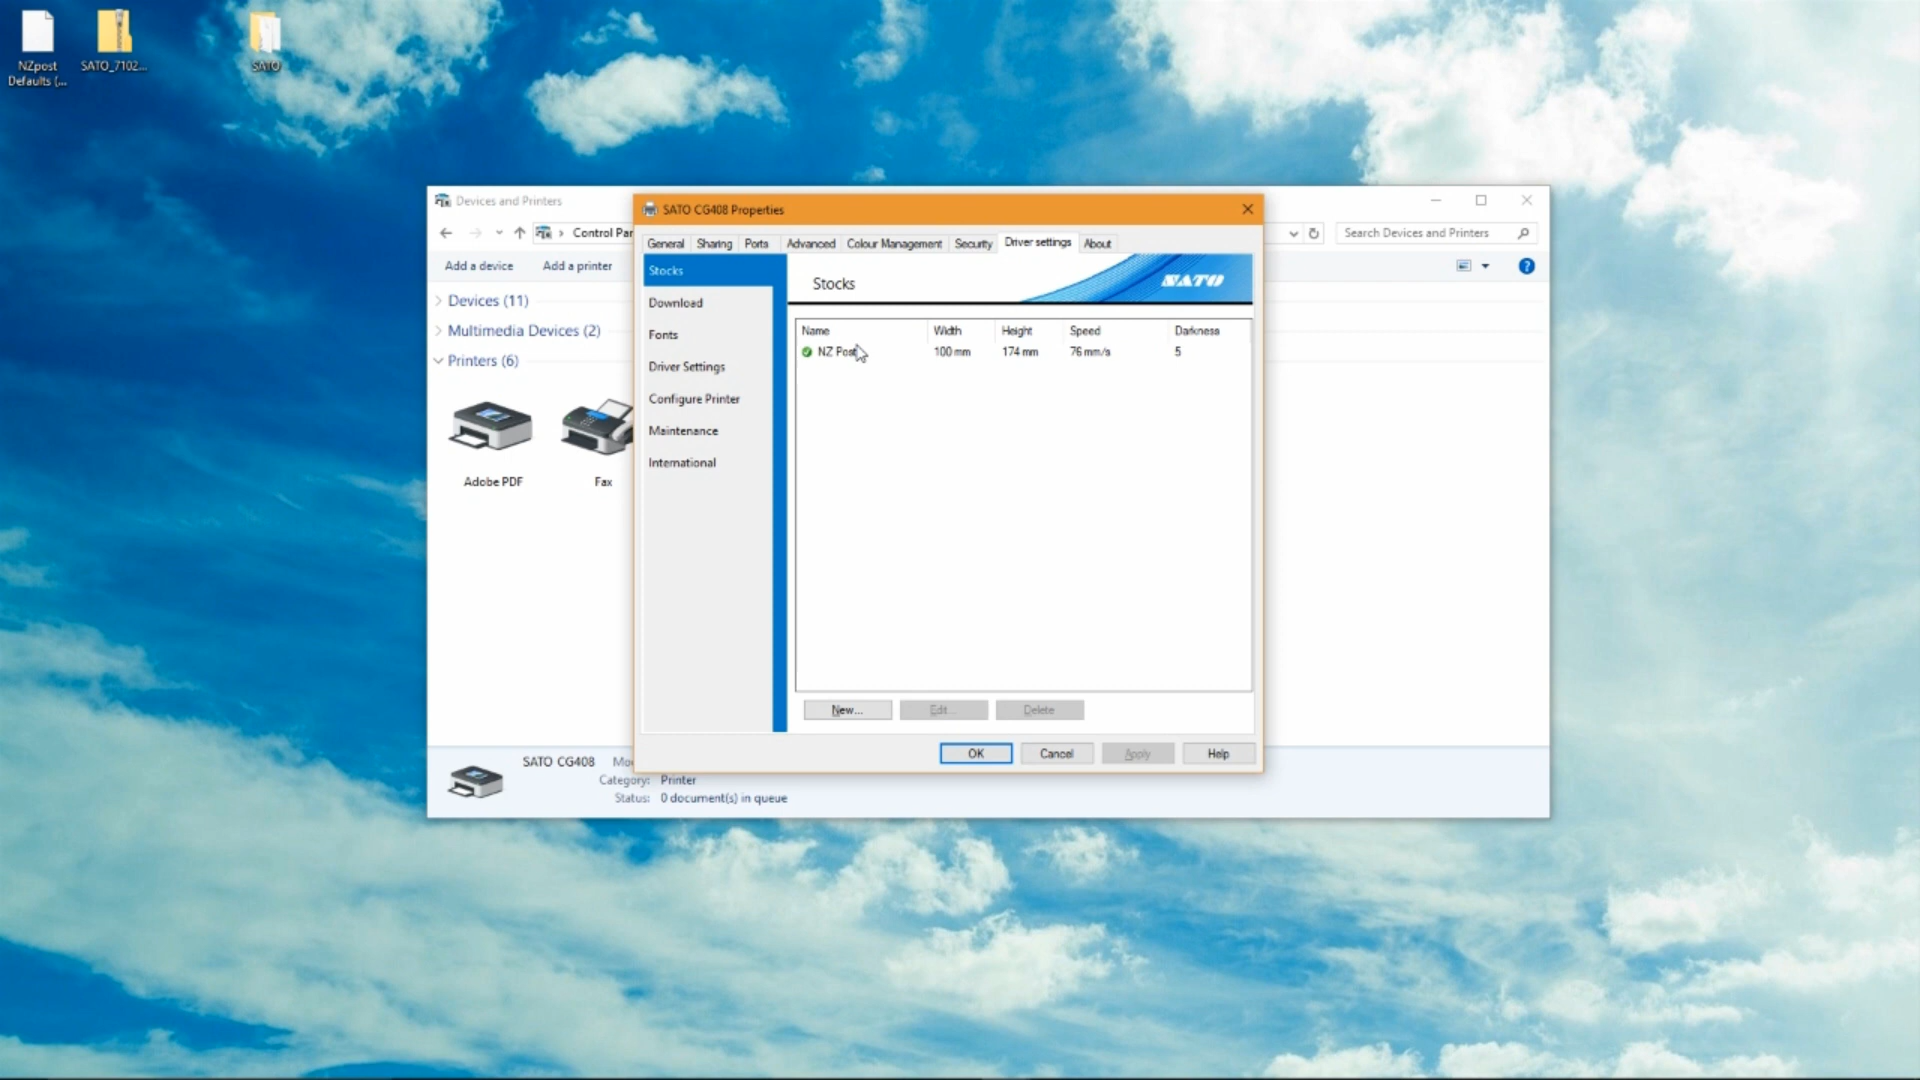 NZpost
Defaults (...
SATO_7102...
SATO
Devices and Printers
Control Par
Search Devices and Printers
Add a device
Add a printer
Devices (11)
Multimedia Devices (2)
Printers (6)
Adobe PDF
Fax
SATO CG408 Properties
General Sharing Ports Advanced Colour Management Security Driver settings About
Stocks
Download
Fonts
Driver Settings
Configure Printer
Maintenance
International
Stocks
SATO
Name Width Height Speed Darkness
NZ Post 100 mm 174 mm 76 mm/s 5
New... Edit... Delete
OK Cancel Apply Help
SATO CG408 Mo
Category: Printer
Status: 0 document(s) in queue